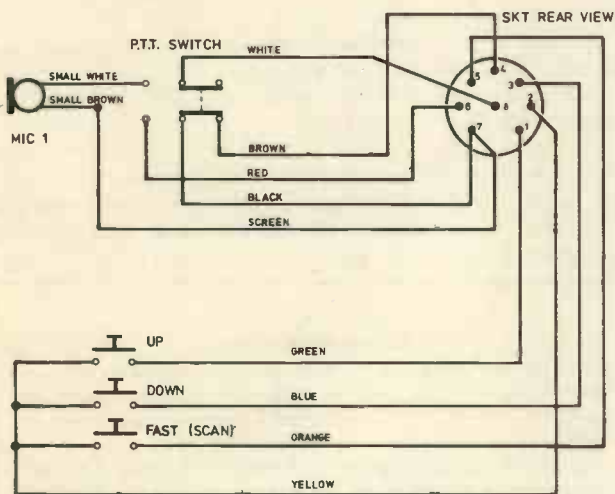 SKT REAR VIEW
P.T.T. SWITCH
WHITE
SMALL WHITE
SMALL BROWN
MIC 1
5 4
3
2
6 8
7 1
BROWN
RED
BLACK
SCREEN
UP
GREEN
DOWN
BLUE
FAST (SCAN)
ORANGE
YELLOW